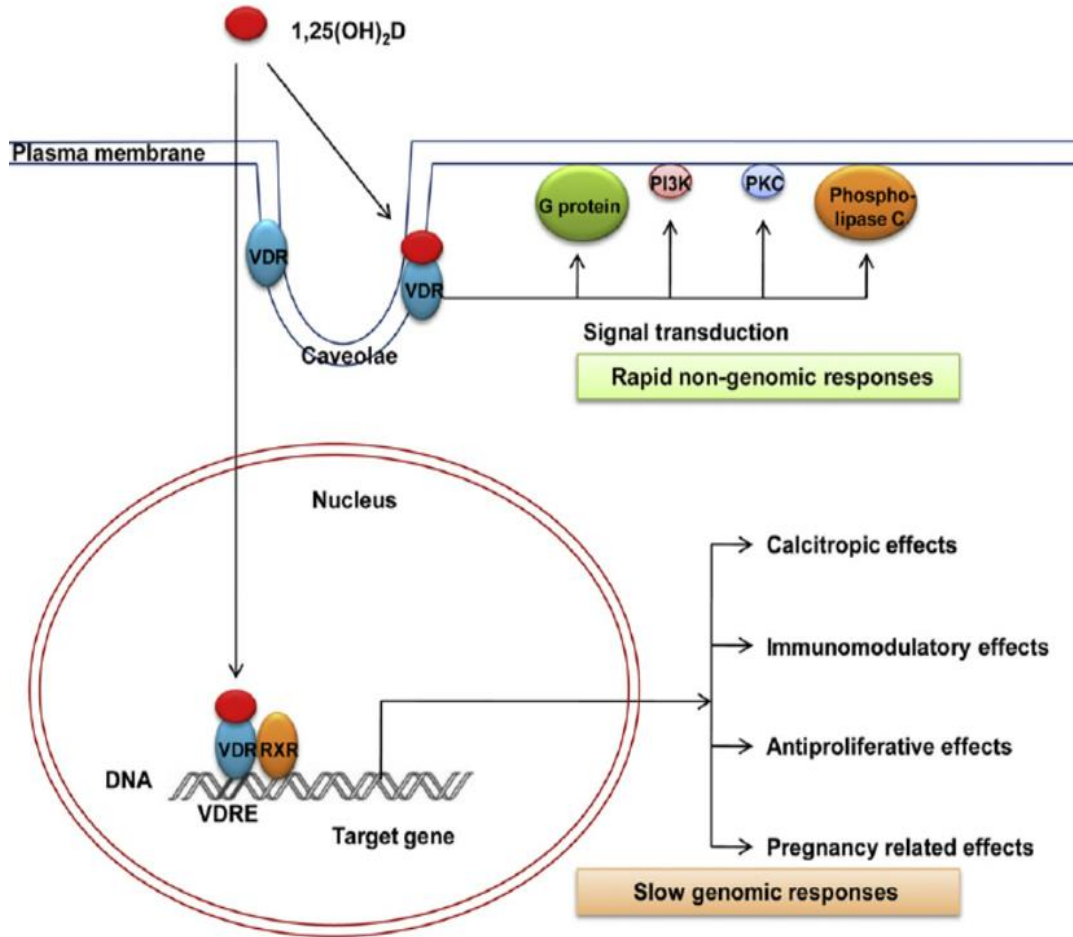 1,25(OH)₂D
Plasma membrane
VDR
VDR
Caveolae
G protein
PI3K
PKC
Phospho-
lipase C
Signal transduction
Rapid non-genomic responses
Nucleus
VDR
RXR
DNA
VDRE
Target gene
Calcitropic effects
Immunomodulatory effects
Antiproliferative effects
Pregnancy related effects
Slow genomic responses